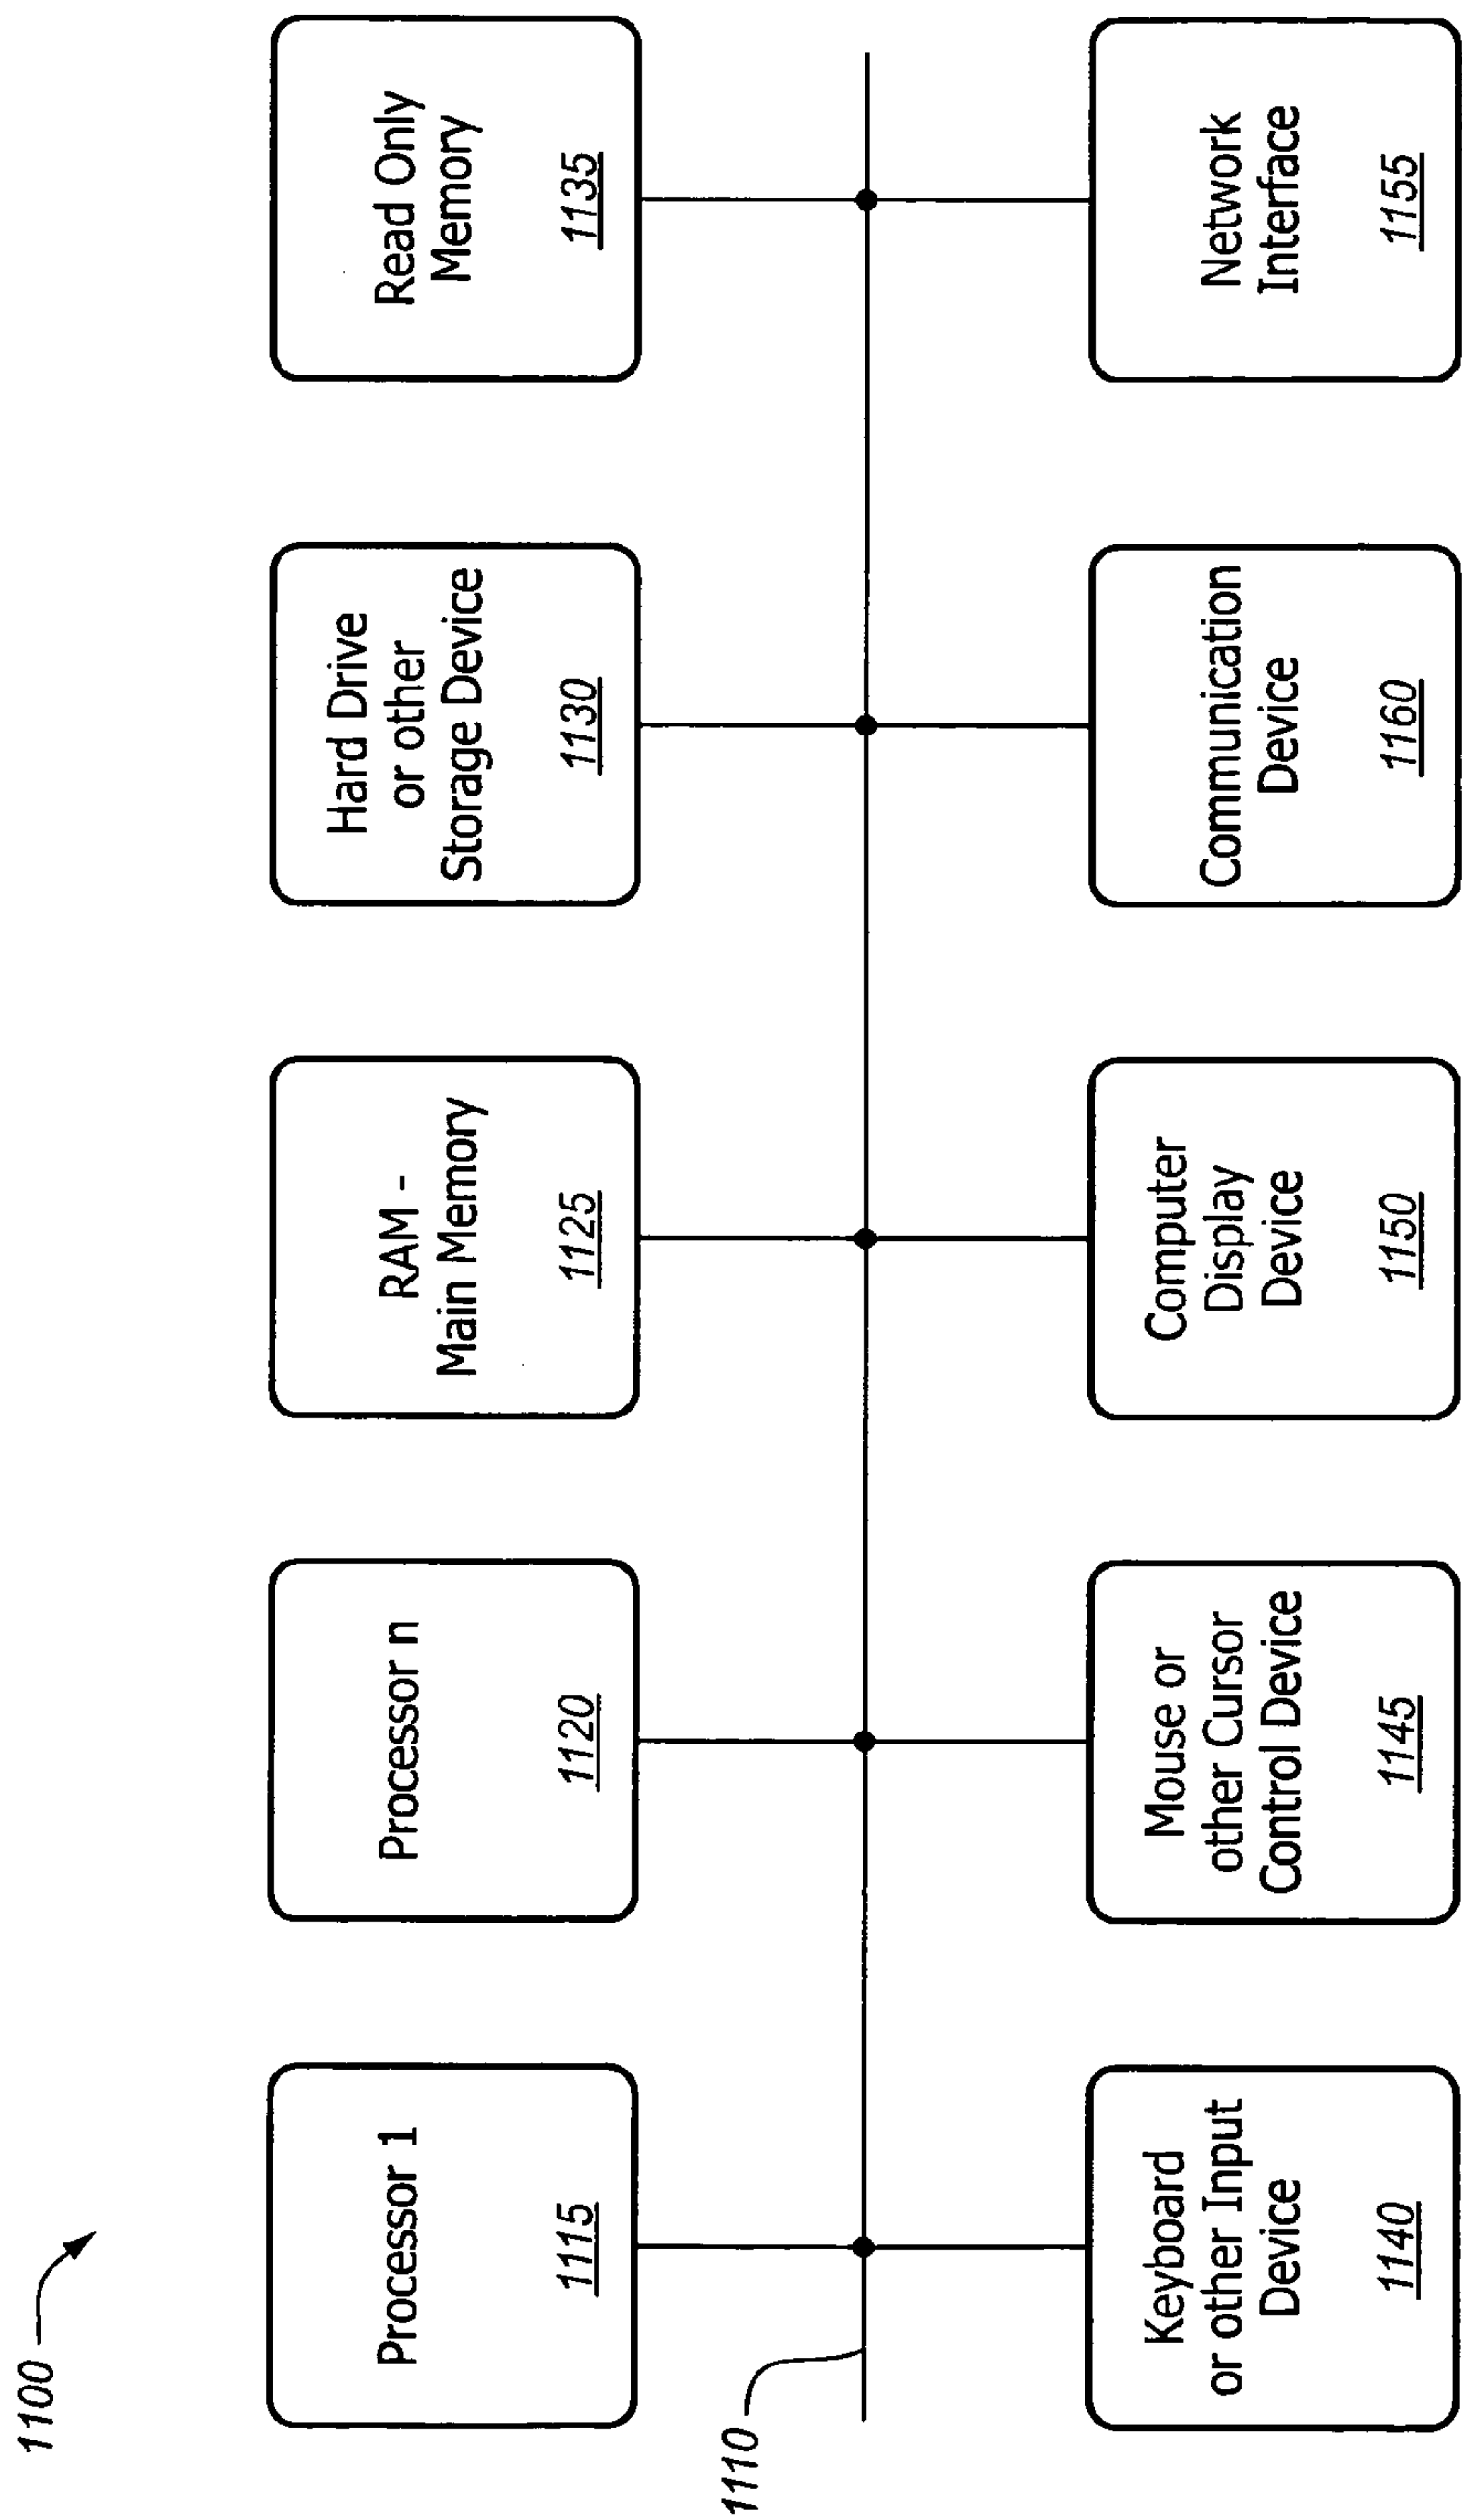 1100
Processor 1
1115
Processor n
1120
RAM -
Main Memory
1125
Hard Drive
or other
Storage Device
1130
Read Only
Memory
1135
1110
Keyboard
or other Input
Device
1140
Mouse or
other Cursor
Control Device
1145
Computer
Display
Device
1150
Communication
Device
1160
Network
Interface
1155